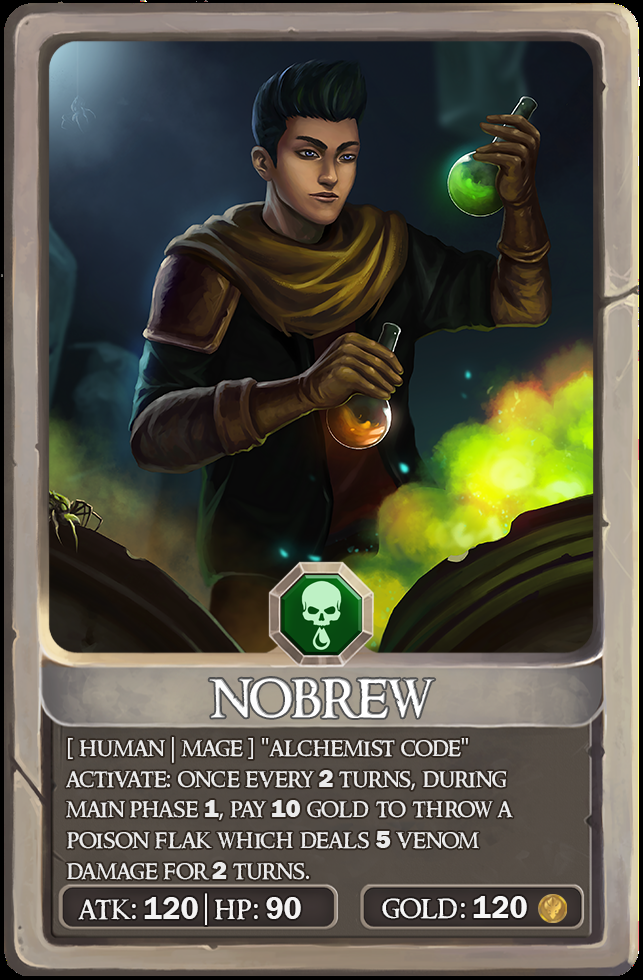 NOBREW
[ HUMAN | MAGE ] "ALCHEMIST CODE"
ACTIVATE: ONCE EVERY 2 TURNS, DURING
MAIN PHASE 1, PAY 10 GOLD TO THROW A
POISON FLAK WHICH DEALS 5 VENOM
DAMAGE FOR 2 TURNS.
ATK: 120 | HP: 90 GOLD: 120